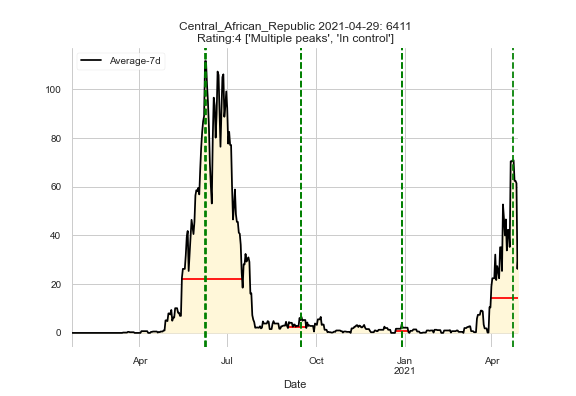 Central_African_Republic 2021-04-29: 6411
Rating:4 ['Multiple peaks', 'In control']
Average-7d
100
80
60
40
20
0
Apr
Jul
Oct
Jan
2021
Apr
Date